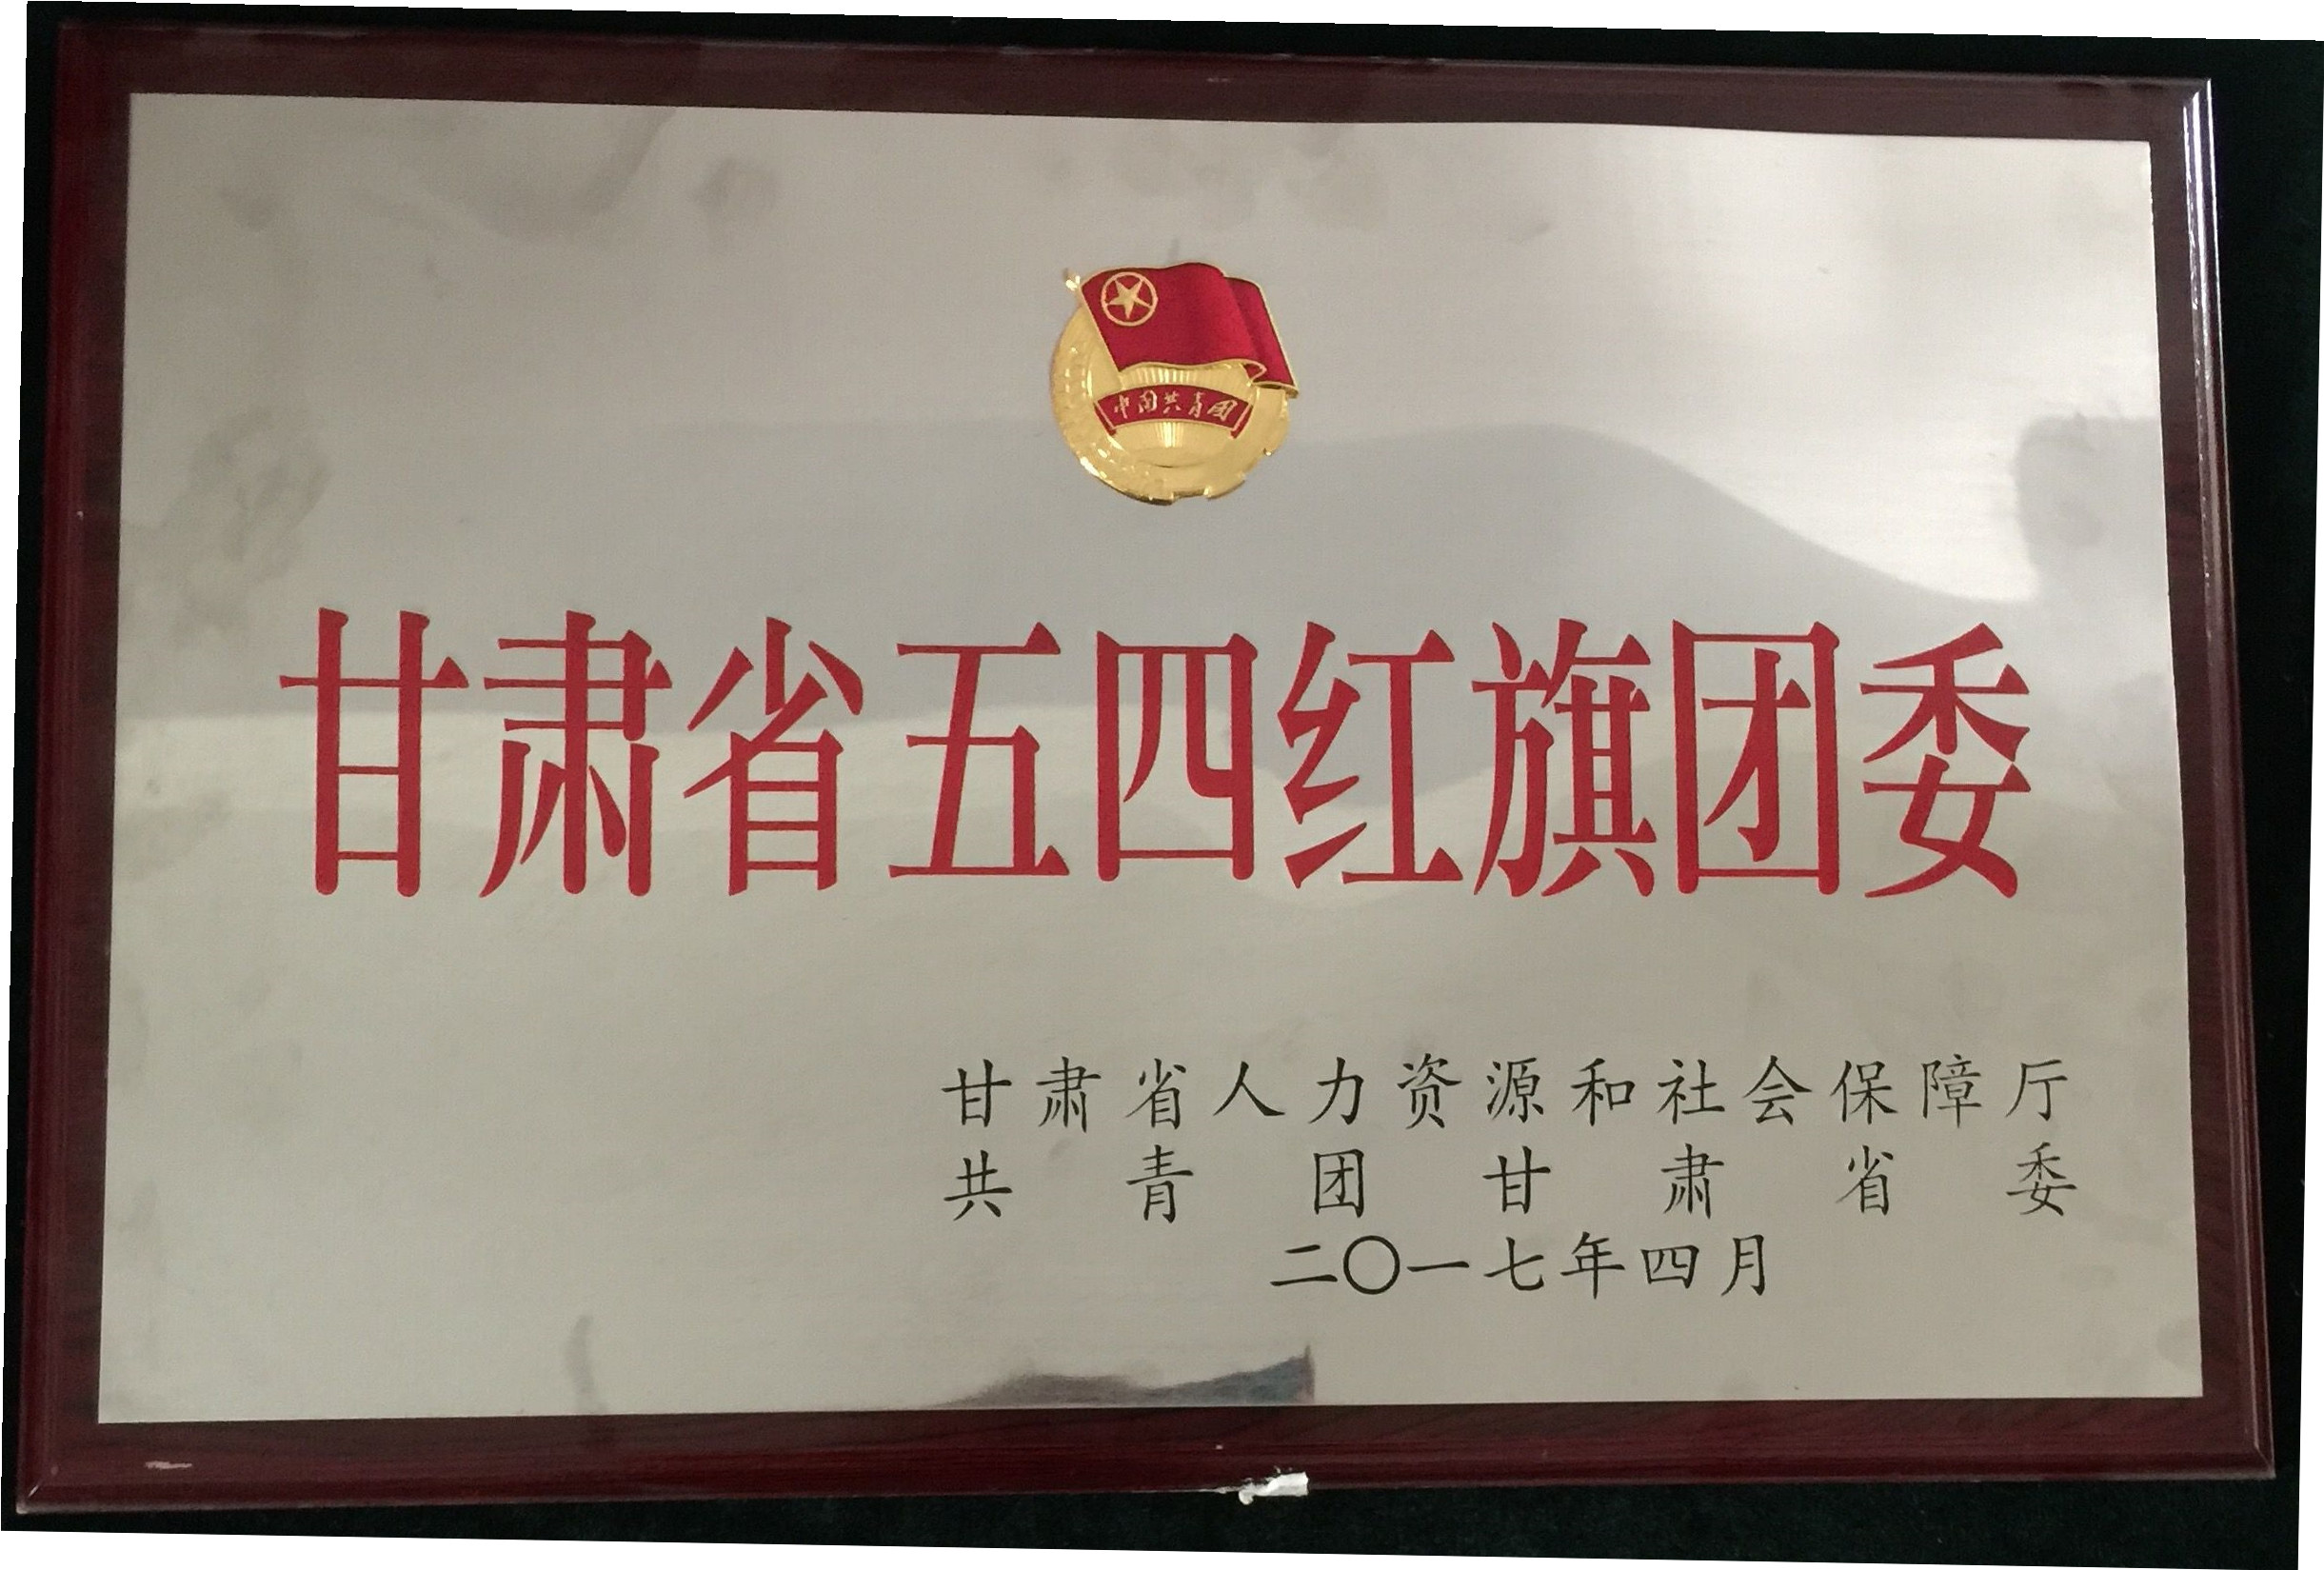 中国共青团
甘肃省五四红旗团委
甘肃省人力资源和社会保障厅
共青团甘肃省委
二〇一七年四月